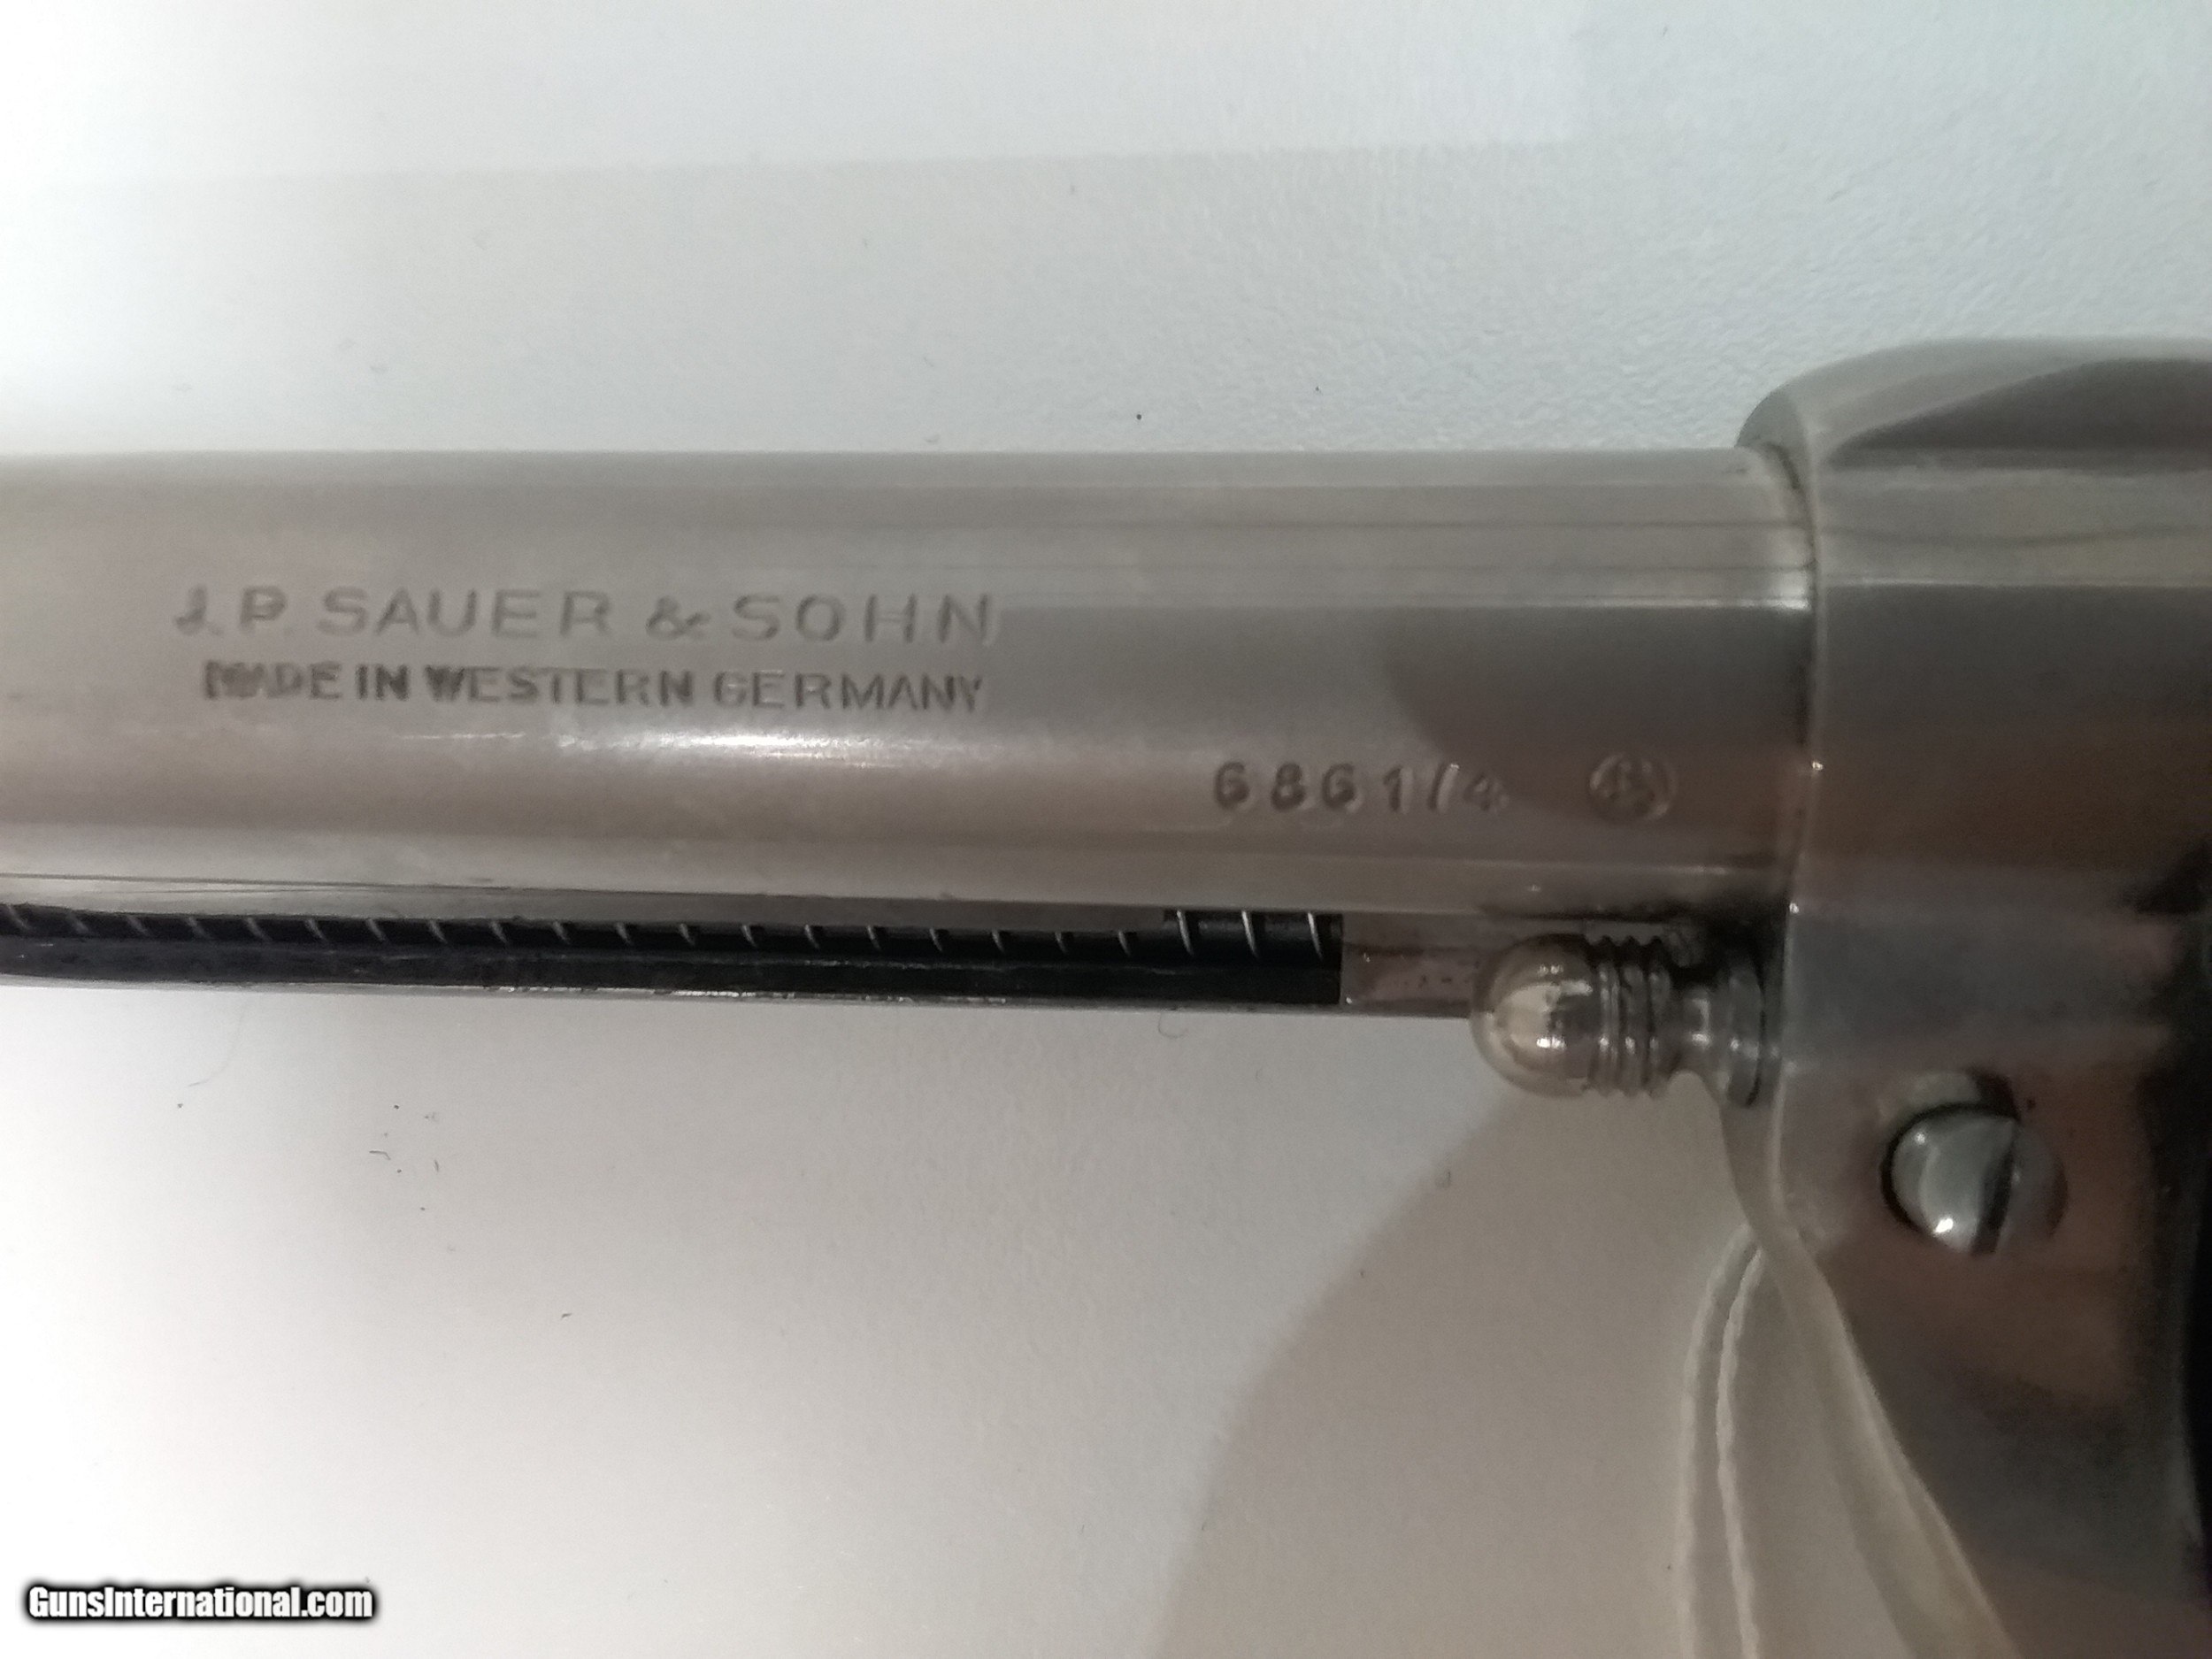 J.P. SAUER & SOHN
MADE IN WESTERN GERMANY
6861/4
GunsInternational.com